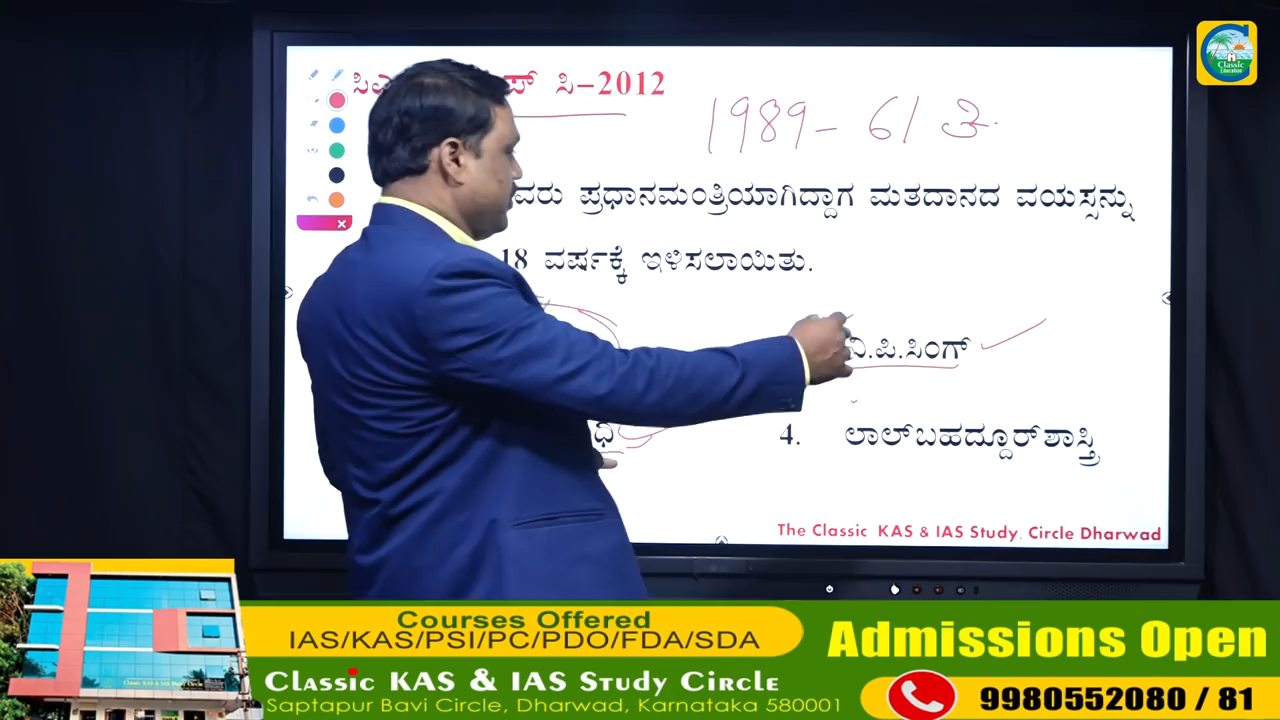 Classic
Education
ಸಿ-2012
1989- 61 ತಿ.
ಪ್ರಧಾನಮಂತ್ರಿಯಾಗಿದ್ದಾಗ ಮತದಾನದ ವಯಸ್ಸನ್ನು
18 ವರ್ಷಕ್ಕೆ ಇಳಿಸಲಾಯಿತು.
ವಿ.ಪಿ.ಸಿಂಗ್
4. ಲಾಲ್‌ಬಹದ್ದೂರ್‌ಶಾಸ್ತ್ರಿ
The Classic KAS & IAS Study. Circle Dharwad
Courses Offered
IAS/KAS/PSI/PC/PDO/FDA/SDA
Classic KAS & IAS Study Circle
Saptapur Bavi Circle, Dharwad, Karnataka 580001
Admissions Open
9980552080 / 81